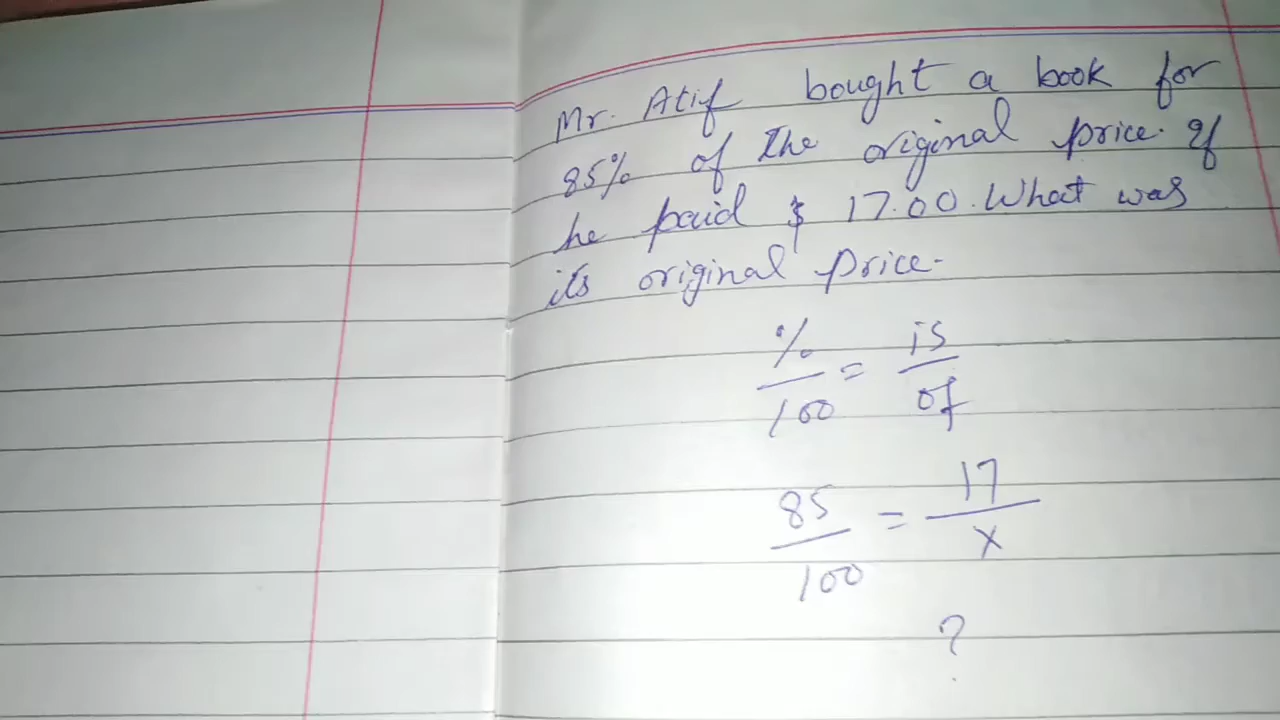 Mr. Atif bought a book for
85% of the original price. If
he paid $ 17.00. What was
its original price.
%/100 = is/of
85/100 = 17/x
?